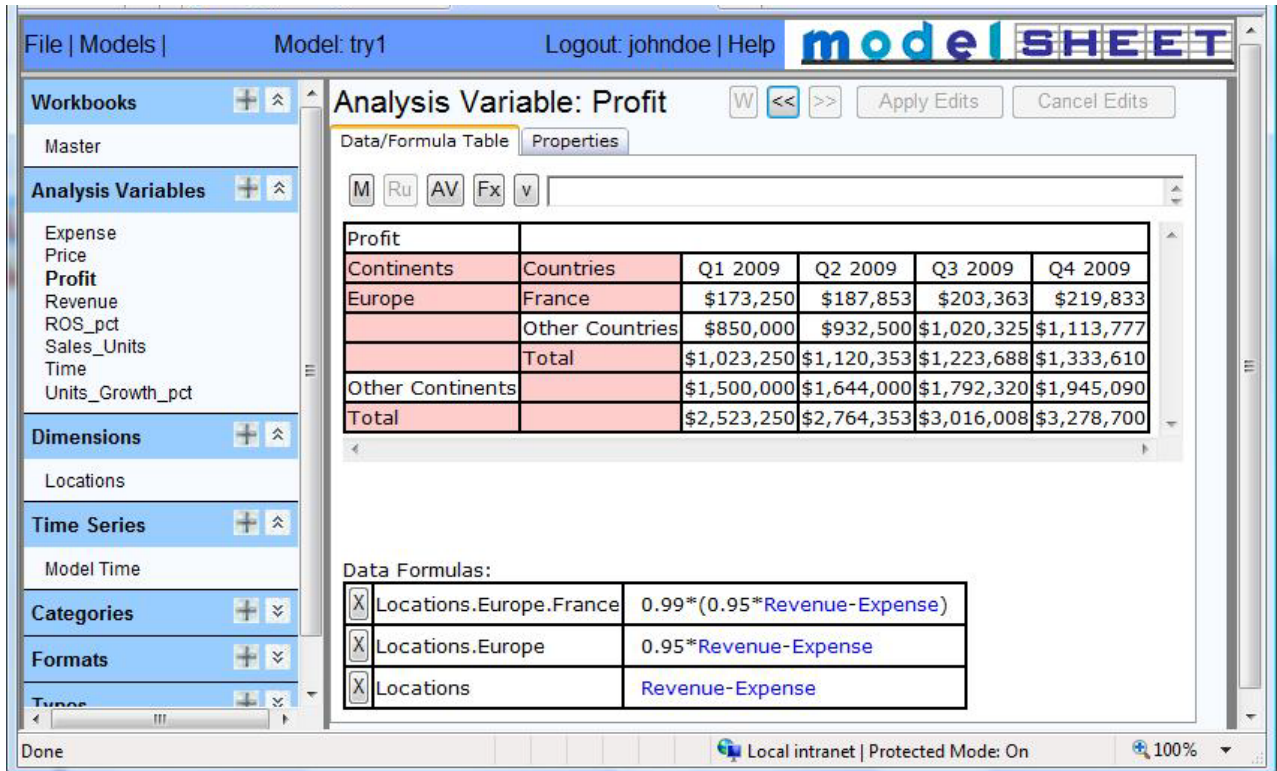 File | Models | Model: try1 Logout: johndoe | Help modelSHEET
Workbooks
Master
Analysis Variables
Expense
Price
Profit
Revenue
ROS_pct
Sales_Units
Time
Units_Growth_pct
Dimensions
Locations
Time Series
Model Time
Categories
Formats
Types
Analysis Variable: Profit W << >> Apply Edits Cancel Edits
Data/Formula Table Properties
M Ru AV Fx v
Profit
Continents Countries Q1 2009 Q2 2009 Q3 2009 Q4 2009
Europe France $173,250 $187,853 $203,363 $219,833
Other Countries $850,000 $932,500 $1,020,325 $1,113,777
Total $1,023,250 $1,120,353 $1,223,688 $1,333,610
Other Continents $1,500,000 $1,644,000 $1,792,320 $1,945,090
Total $2,523,250 $2,764,353 $3,016,008 $3,278,700
Data Formulas:
X Locations.Europe.France 0.99*(0.95*Revenue-Expense)
X Locations.Europe 0.95*Revenue-Expense
X Locations Revenue-Expense
Done Local intranet | Protected Mode: On 100%